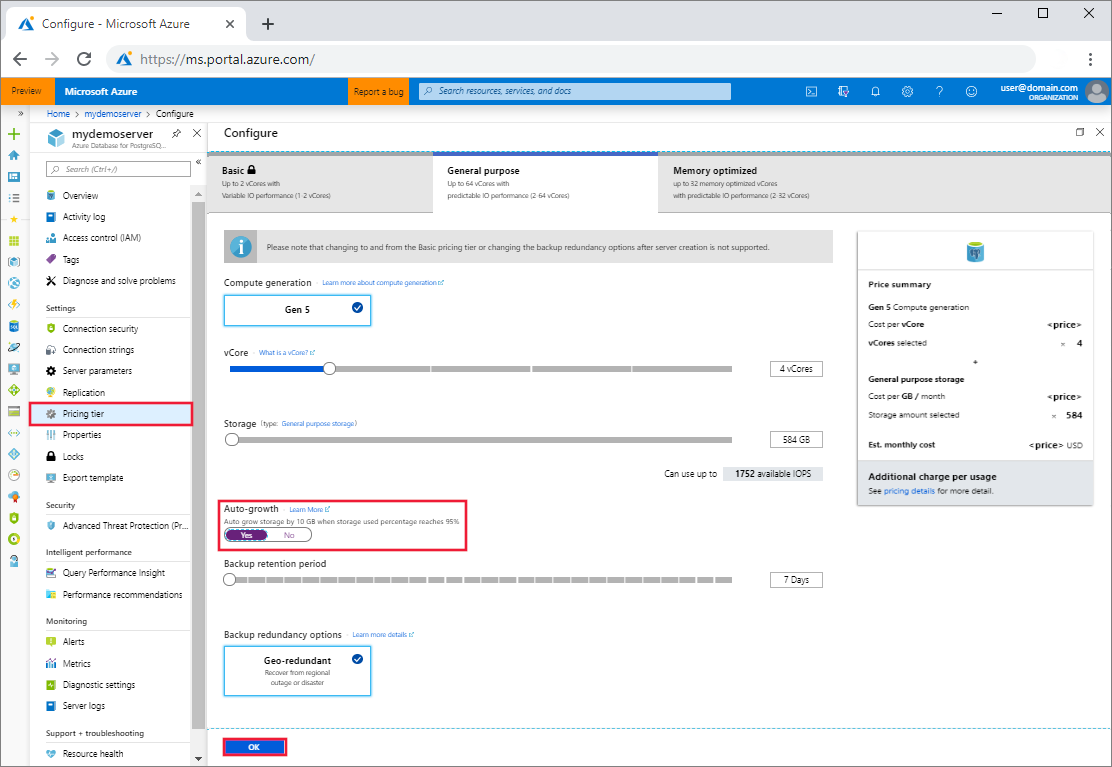 Configure - Microsoft Azure
https://ms.portal.azure.com/
Preview
Microsoft Azure
Report a bug
Search resources, services, and docs
user@domain.com
ORGANIZATION
Home > mydemoserver > Configure
mydemoserver
Azure Database for PostgreSQ...
Search (Ctrl+/)
Overview
Activity log
Access control (IAM)
Tags
Diagnose and solve problems
Settings
Connection security
Connection strings
Server parameters
Replication
Pricing tier
Properties
Locks
Export template
Security
Advanced Threat Protection (Pr...
Intelligent performance
Query Performance Insight
Performance recommendations
Monitoring
Alerts
Metrics
Diagnostic settings
Server logs
Support + troubleshooting
Resource health
Configure
Basic
Up to 2 vCores with
Variable IO performance (1-2 vCores)
General purpose
Up to 64 vCores with
predictable IO performance (2-64 vCores)
Memory optimized
up to 32 memory optimized vCores
with predictable IO performance (2-32 vCores)
Please note that changing to and from the Basic pricing tier or changing the backup redundancy options after server creation is not supported.
Compute generation · Learn more about compute generation
Gen 5
vCore · What is a vCore?
4 vCores
Storage (type: General purpose storage)
584 GB
Can use up to 1752 available IOPS
Auto-growth · Learn More
Auto grow storage by 10 GB when storage used percentage reaches 95%
Yes No
Backup retention period
7 Days
Backup redundancy options · Learn more details
Geo-redundant
Recover from regional
outage or disaster
OK
Price summary
Gen 5 Compute generation
Cost per vCore <price>
vCores selected × 4
+
General purpose storage
Cost per GB / month <price>
Storage amount selected × 584
Est. monthly cost <price> USD
Additional charge per usage
See pricing details for more detail.